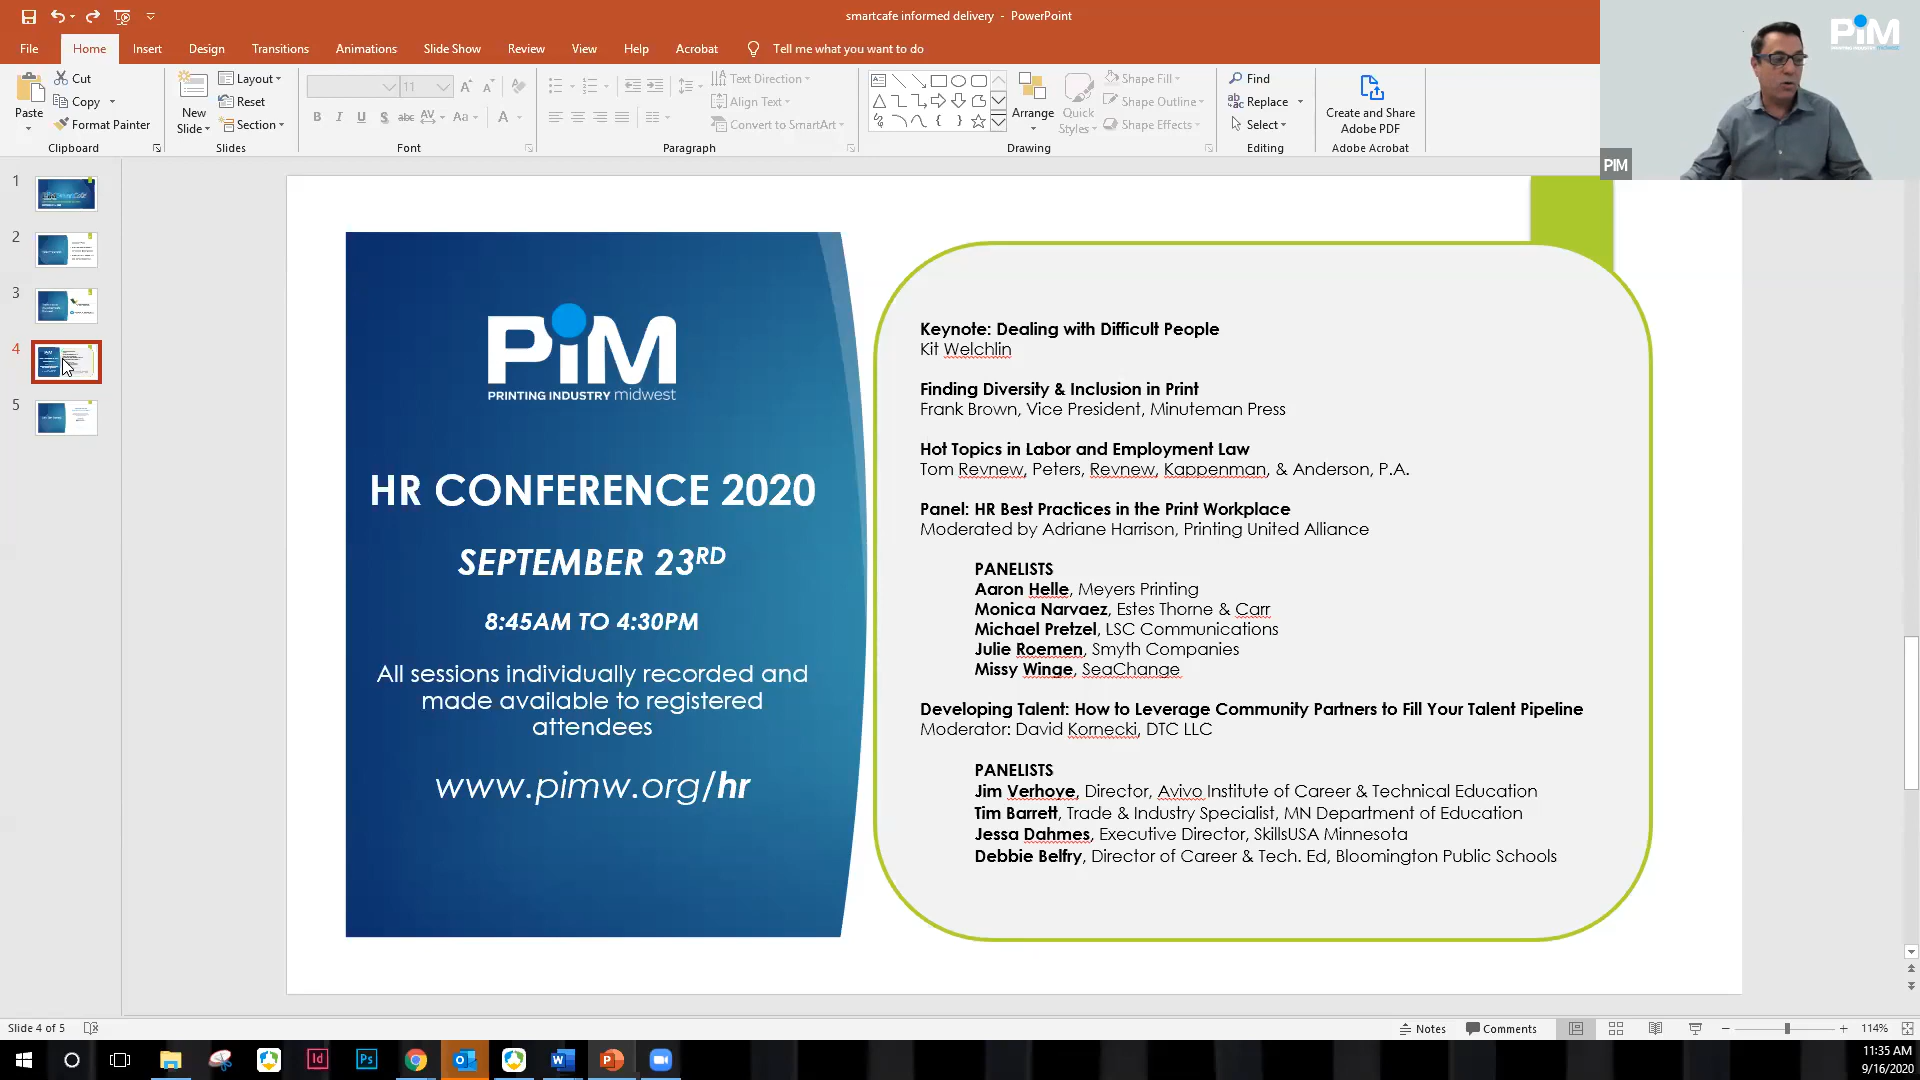 smartcafe informed delivery - PowerPoint
File Home Insert Design Transitions Animations Slide Show Review View Help Acrobat Tell me what you want to do
PiM
Paste
Cut
Copy
Format Painter
Clipboard
New Slide
Layout
Reset
Section
Slides
11
B I U S abc AV Aa A
Font
Text Direction
Align Text
Convert to SmartArt
Paragraph
Arrange
Quick Styles
Shape Fill
Shape Outline
Shape Effects
Drawing
Find
Replace
Select
Editing
Create and Share Adobe PDF
Adobe Acrobat
PIM
1
2
3
4
5
PiM
PRINTING INDUSTRY midwest
HR CONFERENCE 2020
SEPTEMBER 23RD
8:45AM TO 4:30PM
All sessions individually recorded and
made available to registered
attendees
www.pimw.org/hr
Keynote: Dealing with Difficult People
Kit Welchlin
Finding Diversity & Inclusion in Print
Frank Brown, Vice President, Minuteman Press
Hot Topics in Labor and Employment Law
Tom Revnew, Peters, Revnew, Kappenman, & Anderson, P.A.
Panel: HR Best Practices in the Print Workplace
Moderated by Adriane Harrison, Printing United Alliance
PANELISTS
Aaron Helle, Meyers Printing
Monica Narvaez, Estes Thorne & Carr
Michael Pretzel, LSC Communications
Julie Roemen, Smyth Companies
Missy Winge, SeaChange
Developing Talent: How to Leverage Community Partners to Fill Your Talent Pipeline
Moderator: David Kornecki, DTC LLC
PANELISTS
Jim Verhoye, Director, Avivo Institute of Career & Technical Education
Tim Barrett, Trade & Industry Specialist, MN Department of Education
Jessa Dahmes, Executive Director, SkillsUSA Minnesota
Debbie Belfry, Director of Career & Tech. Ed, Bloomington Public Schools
Slide 4 of 5
Notes
Comments
114%
11:35 AM
9/16/2020